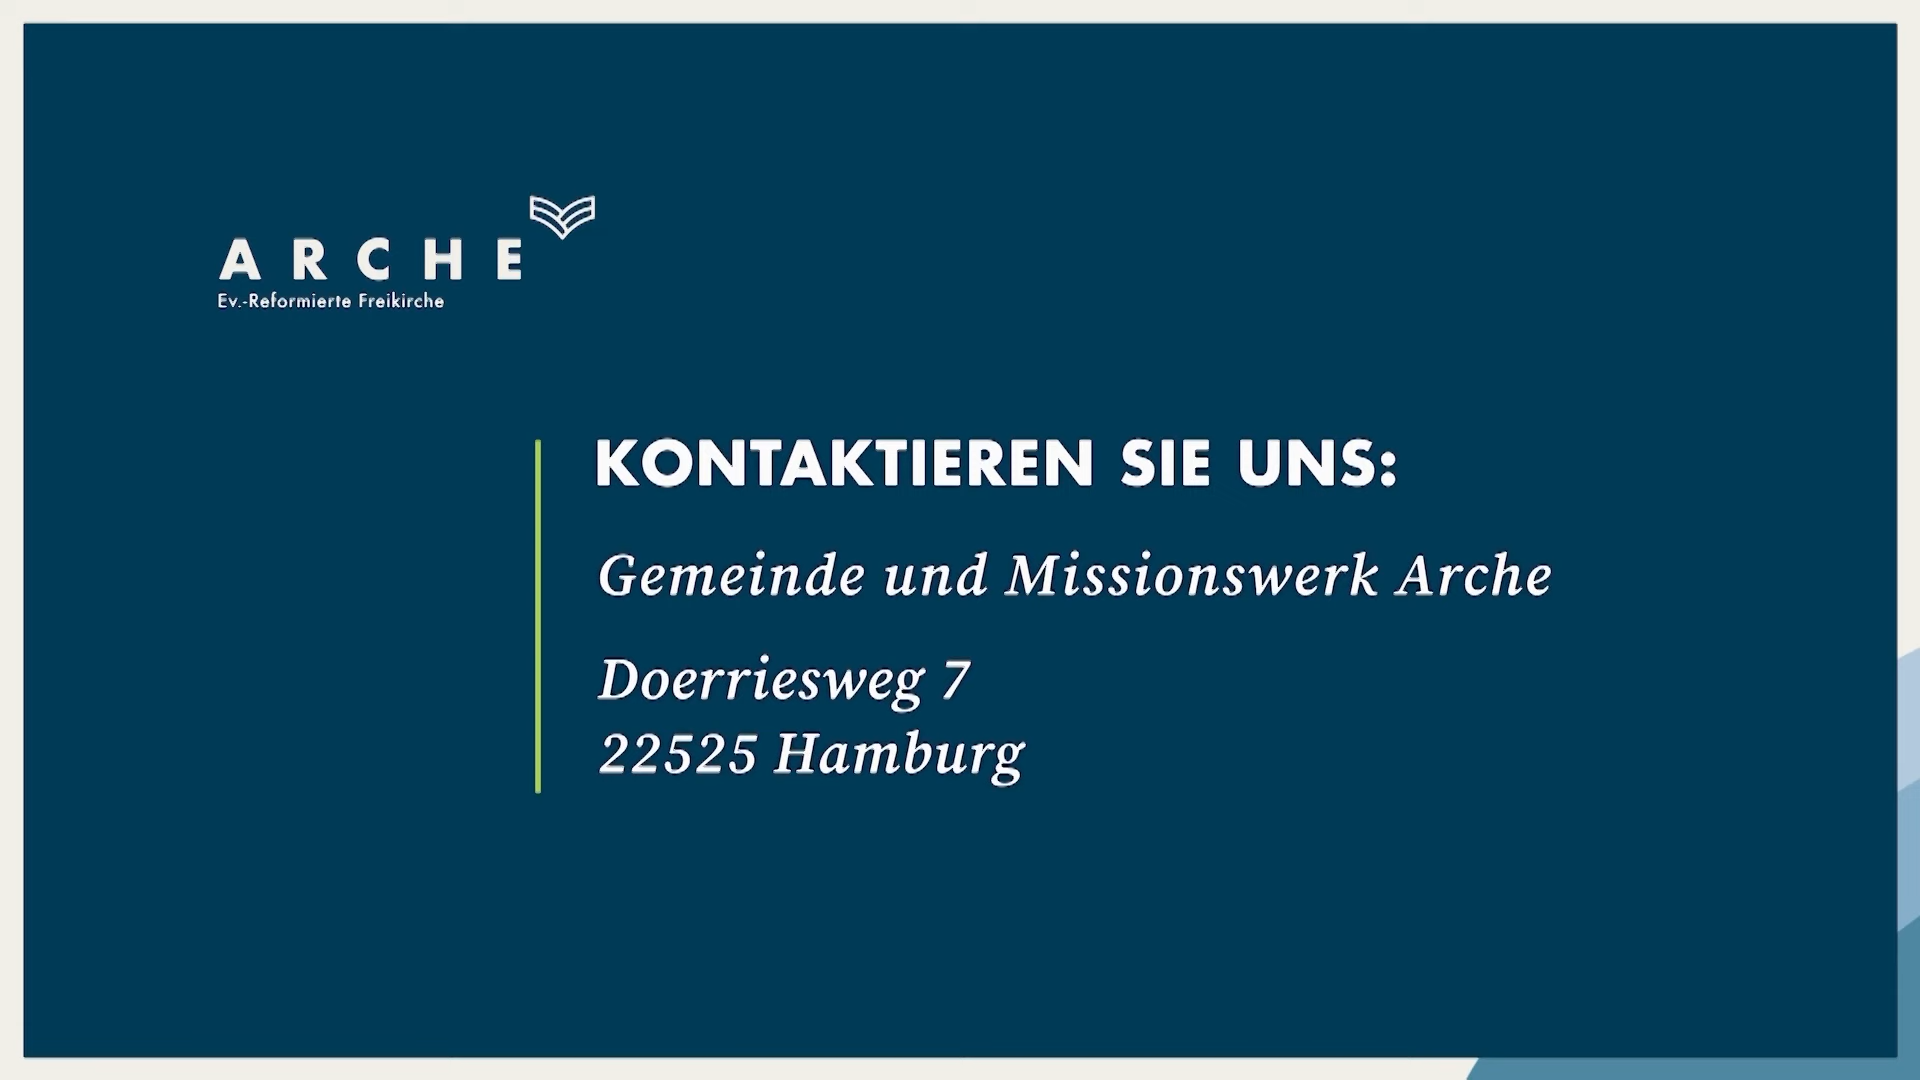 ARCHE
Ev.-Reformierte Freikirche
KONTAKTIEREN SIE UNS:
Gemeinde und Missionswerk Arche
Doerriesweg 7
22525 Hamburg